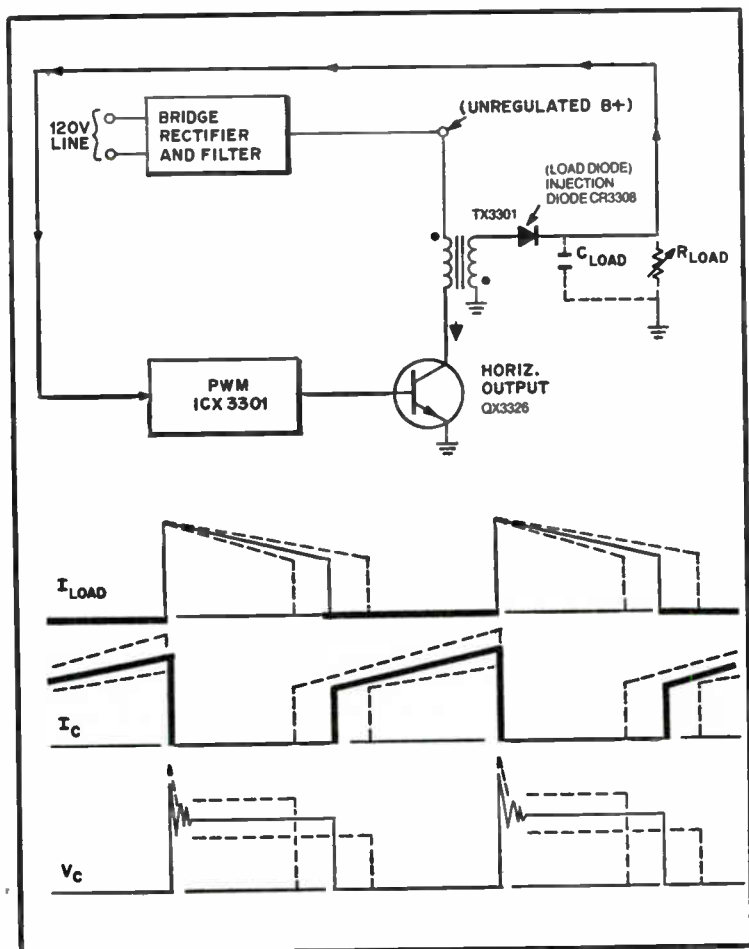 (UNREGULATED B+)
120V
LINE
BRIDGE
RECTIFIER
AND FILTER
(LOAD DIODE)
INJECTION
DIODE CR3308
TX3301
CLOAD
RLOAD
PWM
ICX 3301
HORIZ.
OUTPUT
QX3326
ILOAD
IC
VC